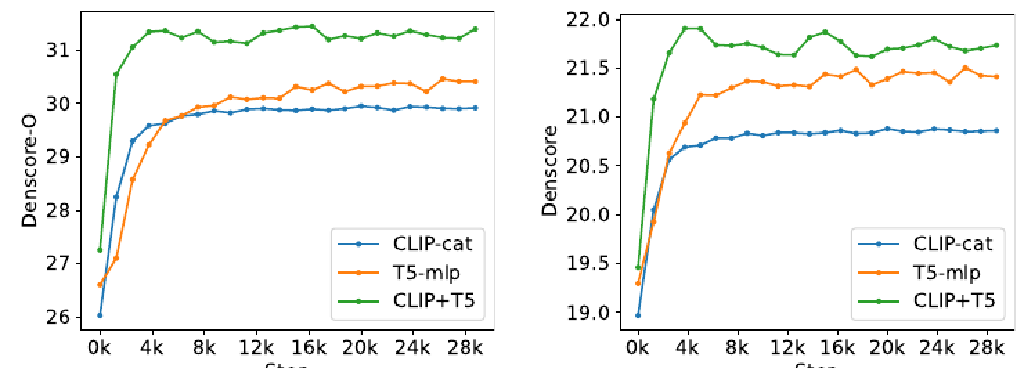 31
30
29
28
27
26
Denscore-O
0k 4k 8k 12k 16k 20k 24k 28k
CLIP-cat
T5-mlp
CLIP+T5
22.0
21.5
21.0
20.5
20.0
19.5
19.0
Denscore
0k 4k 8k 12k 16k 20k 24k 28k
CLIP-cat
T5-mlp
CLIP+T5